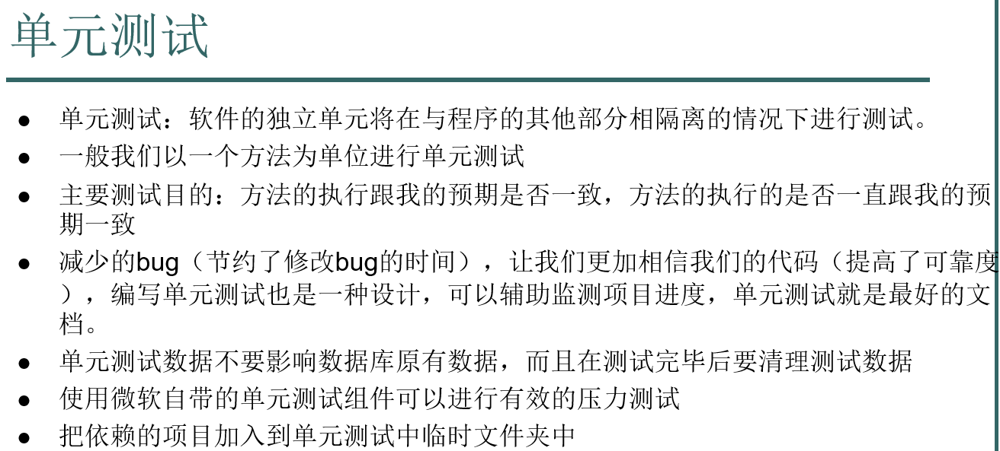 单元测试
● 单元测试：软件的独立单元将在与程序的其他部分相隔离的情况下进行测试。
● 一般我们以一个方法为单位进行单元测试
● 主要测试目的：方法的执行跟我的预期是否一致，方法的执行的是否一直跟我的预
期一致
● 减少的bug（节约了修改bug的时间），让我们更加相信我们的代码（提高了可靠度
），编写单元测试也是一种设计，可以辅助监测项目进度，单元测试就是最好的文
档。
● 单元测试数据不要影响数据库原有数据，而且在测试完毕后要清理测试数据
● 使用微软自带的单元测试组件可以进行有效的压力测试
● 把依赖的项目加入到单元测试中临时文件夹中